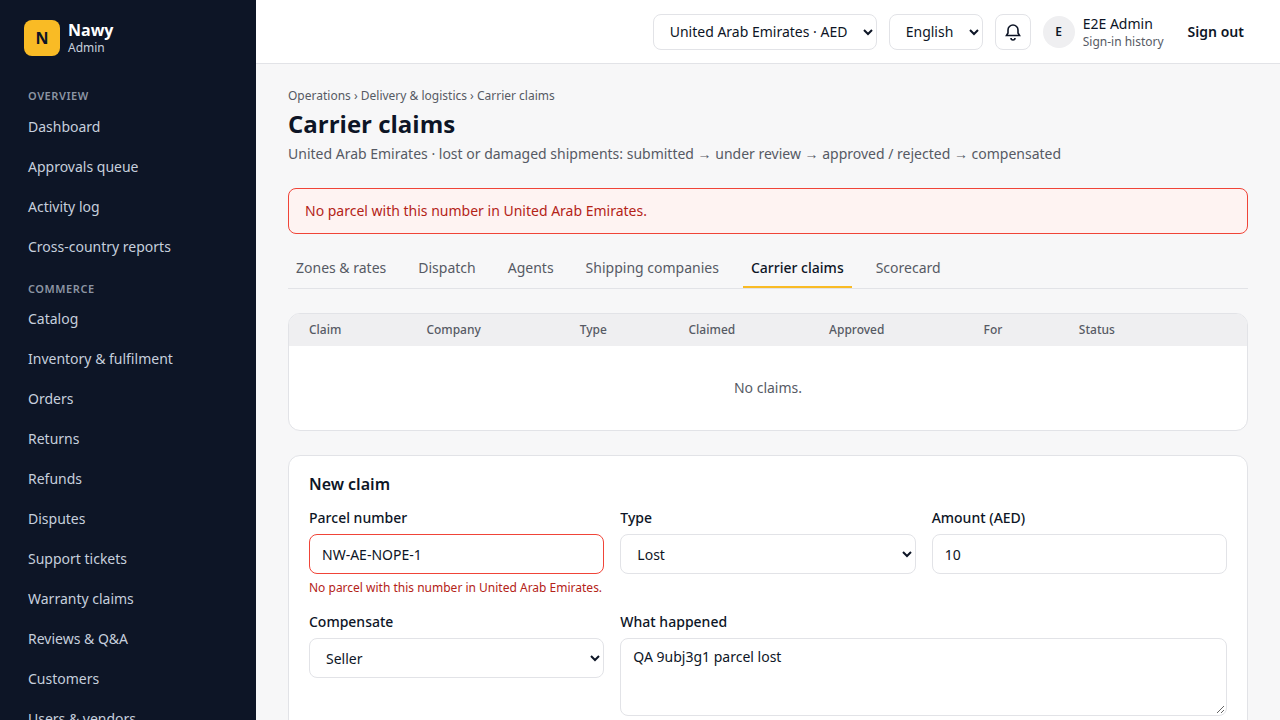 N
Nawy
Admin
OVERVIEW
Dashboard
Approvals queue
Activity log
Cross-country reports
COMMERCE
Catalog
Inventory & fulfilment
Orders
Returns
Refunds
Disputes
Support tickets
Warranty claims
Reviews & Q&A
Customers
Users & vendors
United Arab Emirates · AED
English
E
E2E Admin
Sign-in history
Sign out
Operations › Delivery & logistics › Carrier claims
Carrier claims
United Arab Emirates · lost or damaged shipments: submitted → under review → approved / rejected → compensated
No parcel with this number in United Arab Emirates.
Zones & rates Dispatch Agents Shipping companies Carrier claims Scorecard
Claim Company Type Claimed Approved For Status
No claims.
New claim
Parcel number Type Amount (AED)
NW-AE-NOPE-1 Lost 10
No parcel with this number in United Arab Emirates.
Compensate What happened
Seller QA 9ubj3g1 parcel lost